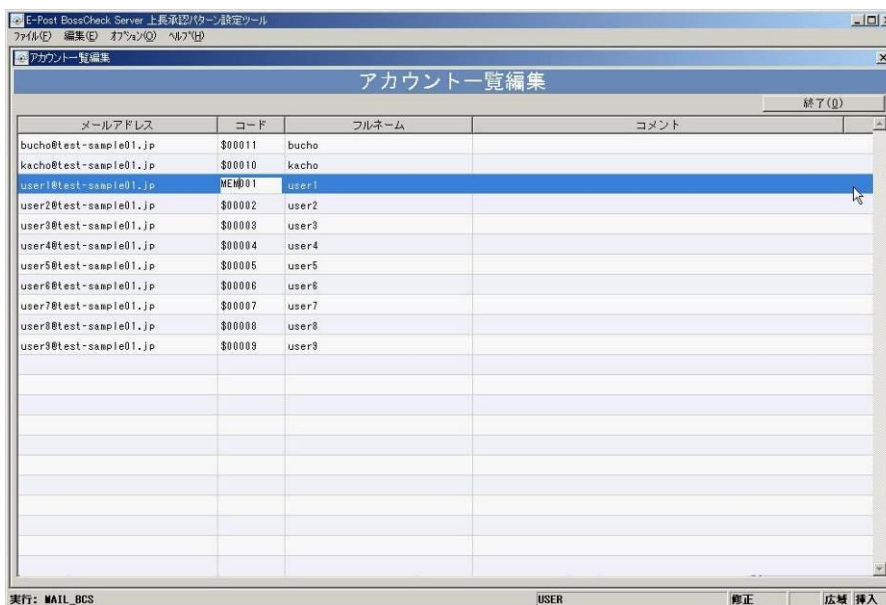 E-Post BossCheck Server 上長承認パターン設定ツール
ファイル(F) 編集(E) オプション(O) ヘルプ(H)
アカウント一覧編集
アカウント一覧編集
終了(Q)
メールアドレス コード フルネーム コメント
bucho@test-sample01.jp $00011 bucho
kacho@test-sample01.jp $00010 kacho
user1@test-sample01.jp MEM001 user1
user2@test-sample01.jp $00002 user2
user3@test-sample01.jp $00003 user3
user4@test-sample01.jp $00004 user4
user5@test-sample01.jp $00005 user5
user6@test-sample01.jp $00006 user6
user7@test-sample01.jp $00007 user7
user8@test-sample01.jp $00008 user8
user9@test-sample01.jp $00009 user9
実行: MAIL_BCS USER 修正 広域 挿入